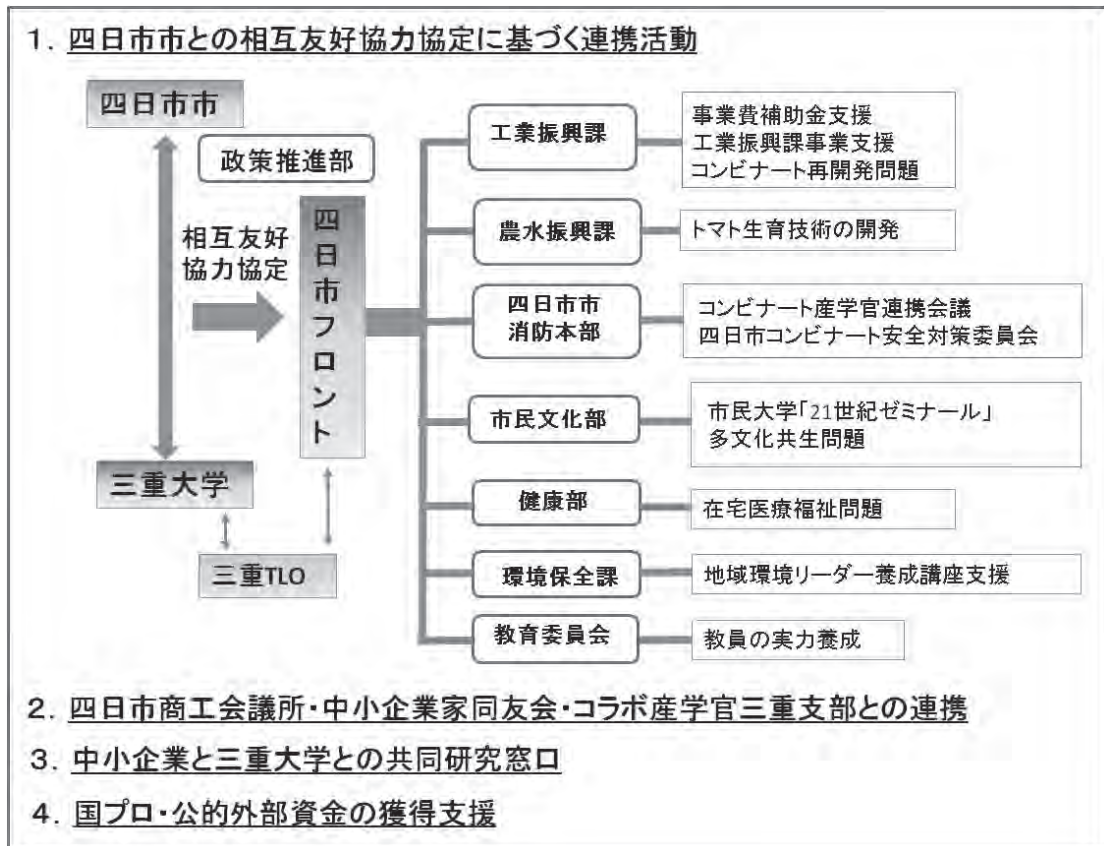 1．四日市市との相互友好協力協定に基づく連携活動
四日市市
政策推進部
相互友好
協力協定
四日市フロント
三重大学
三重TLO
工業振興課
事業費補助金支援
工業振興課事業支援
コンビナート再開発問題
農水振興課
トマト生育技術の開発
四日市市
消防本部
コンビナート産学官連携会議
四日市コンビナート安全対策委員会
市民文化部
市民大学「21世紀ゼミナール」
多文化共生問題
健康部
在宅医療福祉問題
環境保全課
地域環境リーダー養成講座支援
教育委員会
教員の実力養成
2．四日市商工会議所・中小企業家同友会・コラボ産学官三重支部との連携
3．中小企業と三重大学との共同研究窓口
4．国プロ・公的外部資金の獲得支援